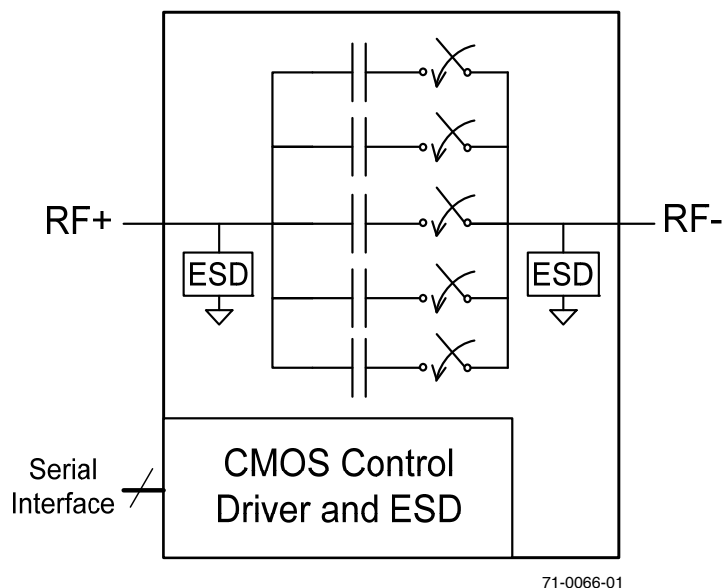 RF+
RF-
ESD
ESD
Serial
Interface
CMOS Control
Driver and ESD
71-0066-01